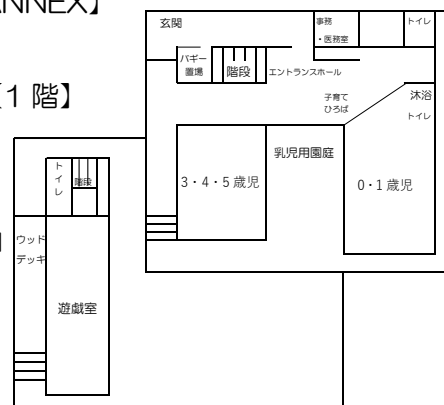 NNEX】
1 階】
玄関
事務
・医務室
トイレ
バギー
置場
階段
エントランスホール
子育て
ひろば
沐浴
トイレ
乳児用園庭
3・4・5 歳児
0・1 歳児
トイレ
階段
ウッド
デッキ
遊戯室